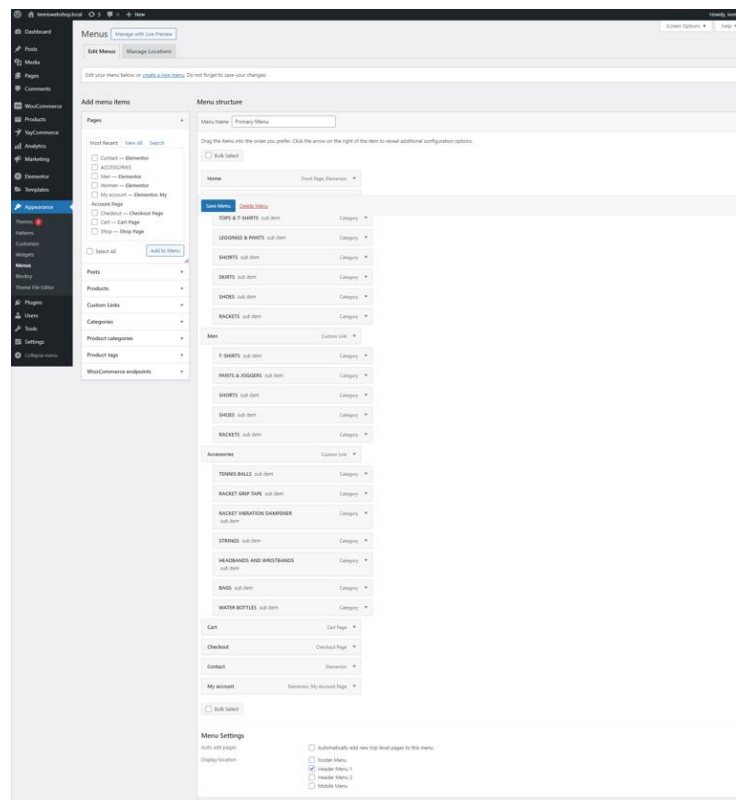 tenniswebshop.local 5 0 + New Howdy, ivon
Screen Options ▼ Help ▼
Dashboard
Posts
Media
Pages
Comments
WooCommerce
Products
YayCommerce
Analytics
Marketing
Elementor
Templates
Appearance
Themes 5
Patterns
Customize
Widgets
Menus
Theme File Editor
Plugins
Users
Tools
Settings
Collapse menu
Menus Manage with Live Preview
Edit Menus Manage Locations
Edit your menu below, or create a new menu. Do not forget to save your changes!
Add menu items
Pages
Most Recent View All Search
Contact — Elementor
ACCESSORIES
Men — Elementor
Woman — Elementor
My account — Elementor, My
Account Page
Checkout — Checkout Page
Cart — Cart Page
Shop — Shop Page
Select All Add to Menu
Posts
Products
Custom Links
Categories
Product categories
Product tags
WooCommerce endpoints
Menu structure
Menu Name Primary Menu
Drag the items into the order you prefer. Click the arrow on the right of the item to reveal additional configuration options.
Bulk Select
Home Front Page, Elementor
Save Menu Delete Menu
TOPS & T-SHIRTS sub item Category
LEGGINGS & PANTS sub item Category
SHORTS sub item Category
SKIRTS sub item Category
SHOES sub item Category
RACKETS sub item Category
Men Custom Link
T-SHIRTS sub item Category
PANTS & JOGGERS sub item Category
SHORTS sub item Category
SHOES sub item Category
RACKETS sub item Category
Accessories Custom Link
TENNIS BALLS sub item Category
RACKET GRIP TAPE sub item Category
RACKET VIBRATION DAMPENER Category
sub item
STRINGS sub item Category
HEADBANDS AND WRISTBANDS Category
sub item
BAGS sub item Category
WATER BOTTLES sub item Category
Cart Cart Page
Checkout Checkout Page
Contact Elementor
My account Elementor, My Account Page
Bulk Select
Menu Settings
Auto add pages Automatically add new top-level pages to this menu
Display location Footer Menu
Header Menu 1
Header Menu 2
Mobile Menu